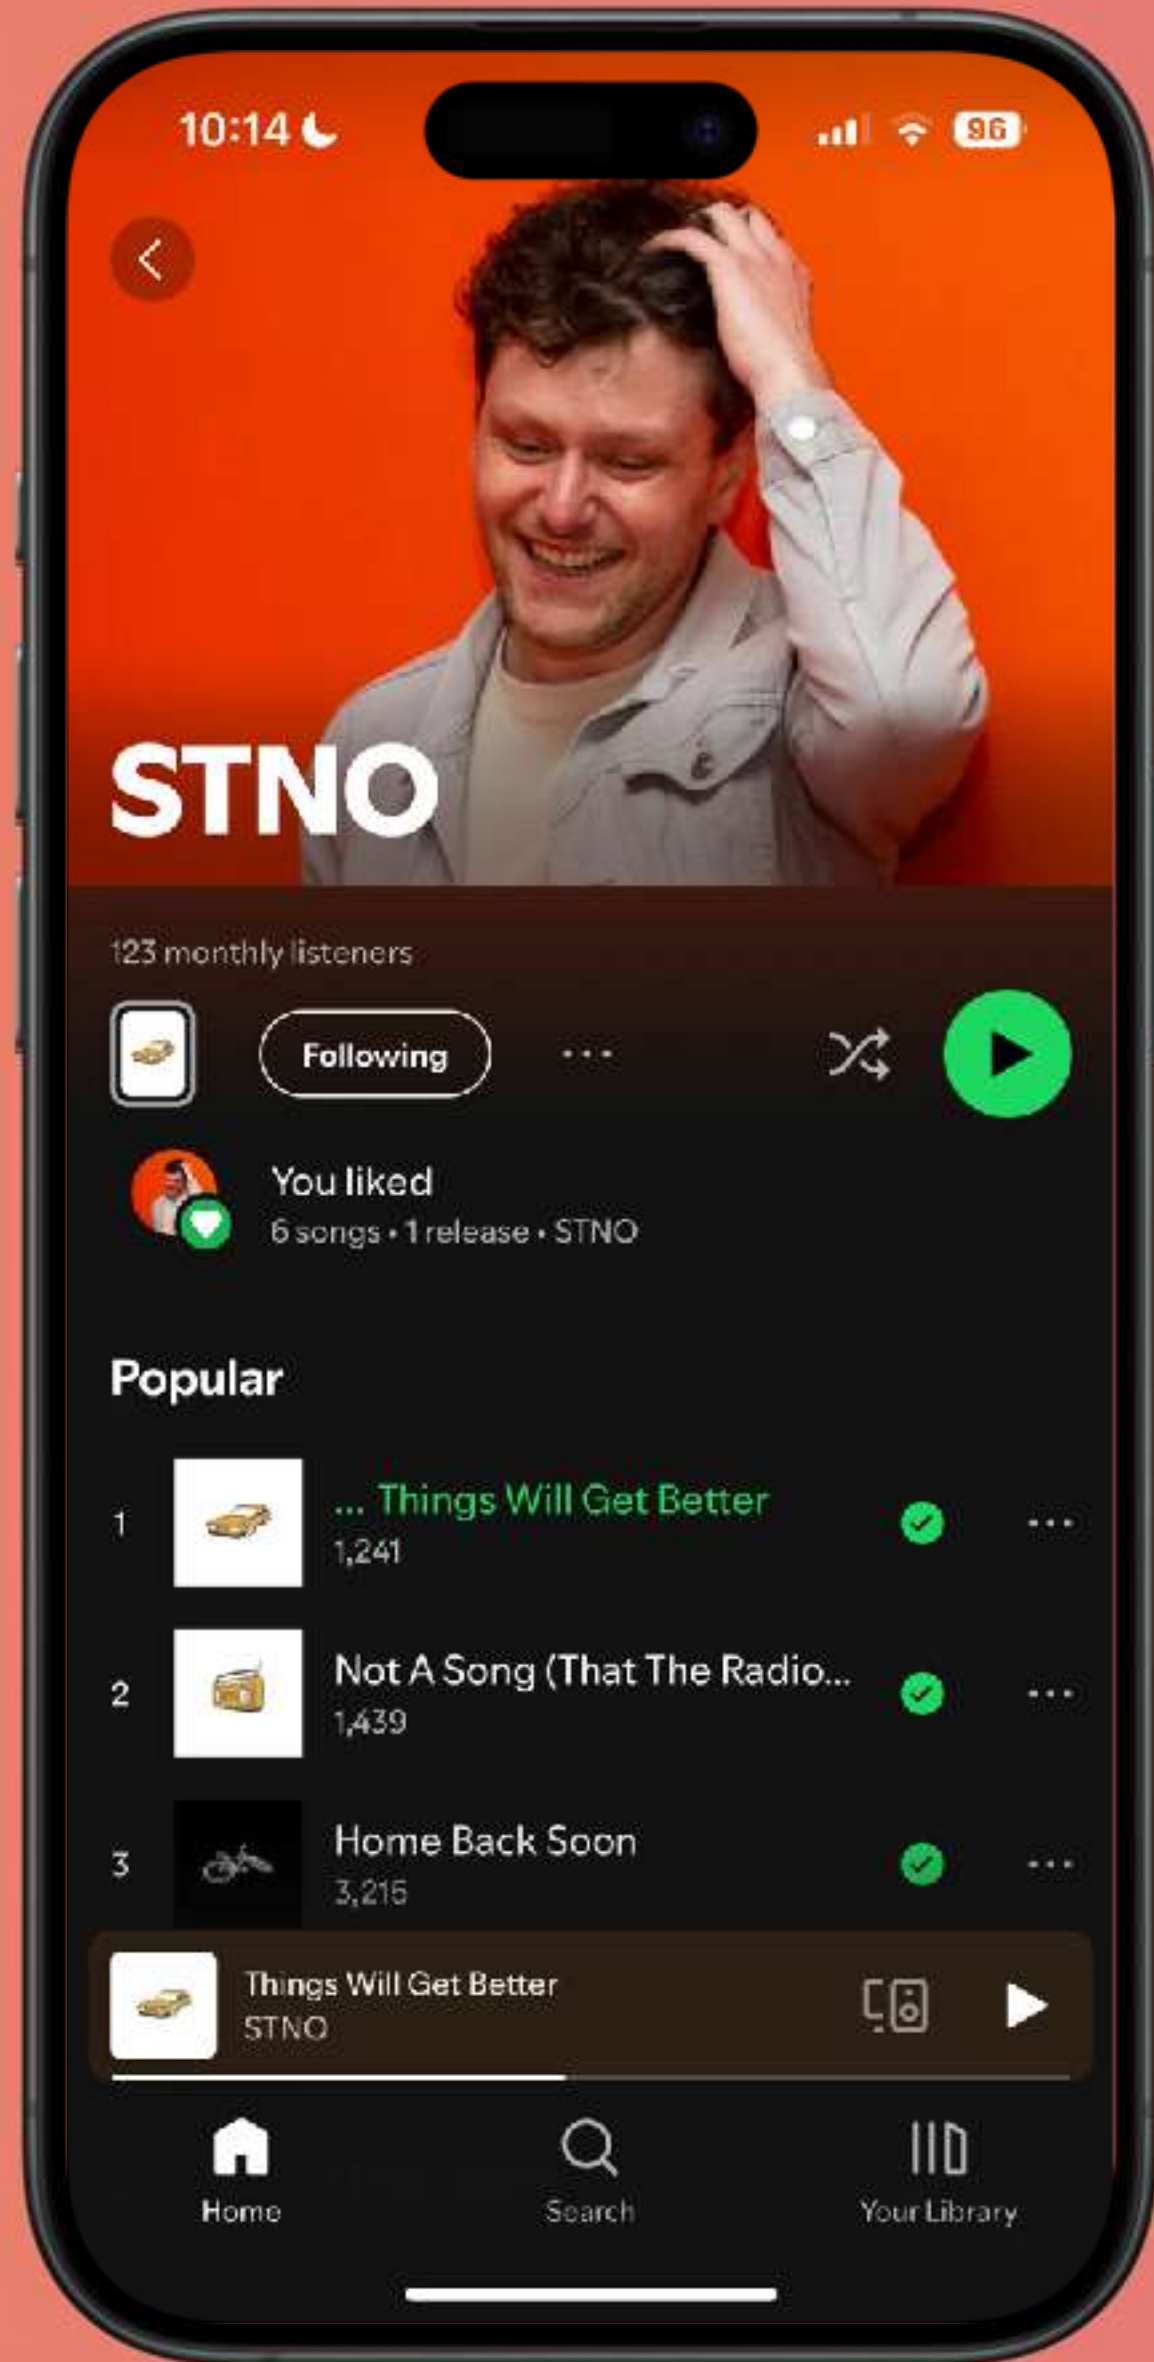 10:14
96
STNO
123 monthly listeners
Following
You liked
6 songs • 1 release • STNO
Popular
1
... Things Will Get Better
1,241
2
Not A Song (That The Radio...
1,439
3
Home Back Soon
3,215
Things Will Get Better
STNO
Home
Search
Your Library